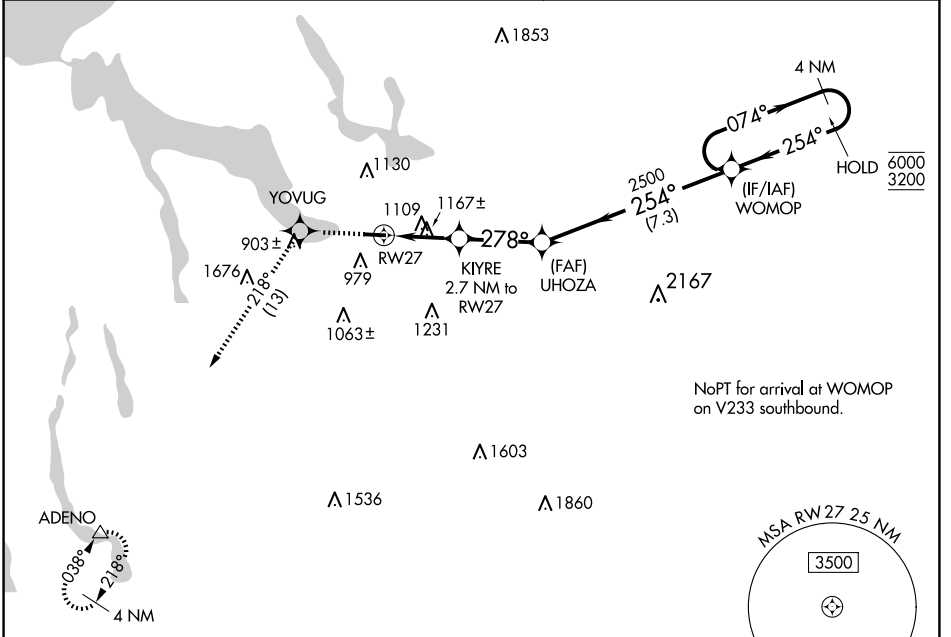 1853
4 NM
074°
254°
HOLD
6000
3200
(IF/IAF)
WOMOP
2500
254°
(7.3)
1130
YOVUG
1109
1167±
903±
RW27
278°
979
KIYRE
2.7 NM to
RW27
(FAF)
UHOZA
1676
218°
(13)
2167
1063±
1231
NoPT for arrival at WOMOP
on V233 southbound.
1603
1536
1860
ADENO
038°
218°
4 NM
MSA RW27 25 NM
3500